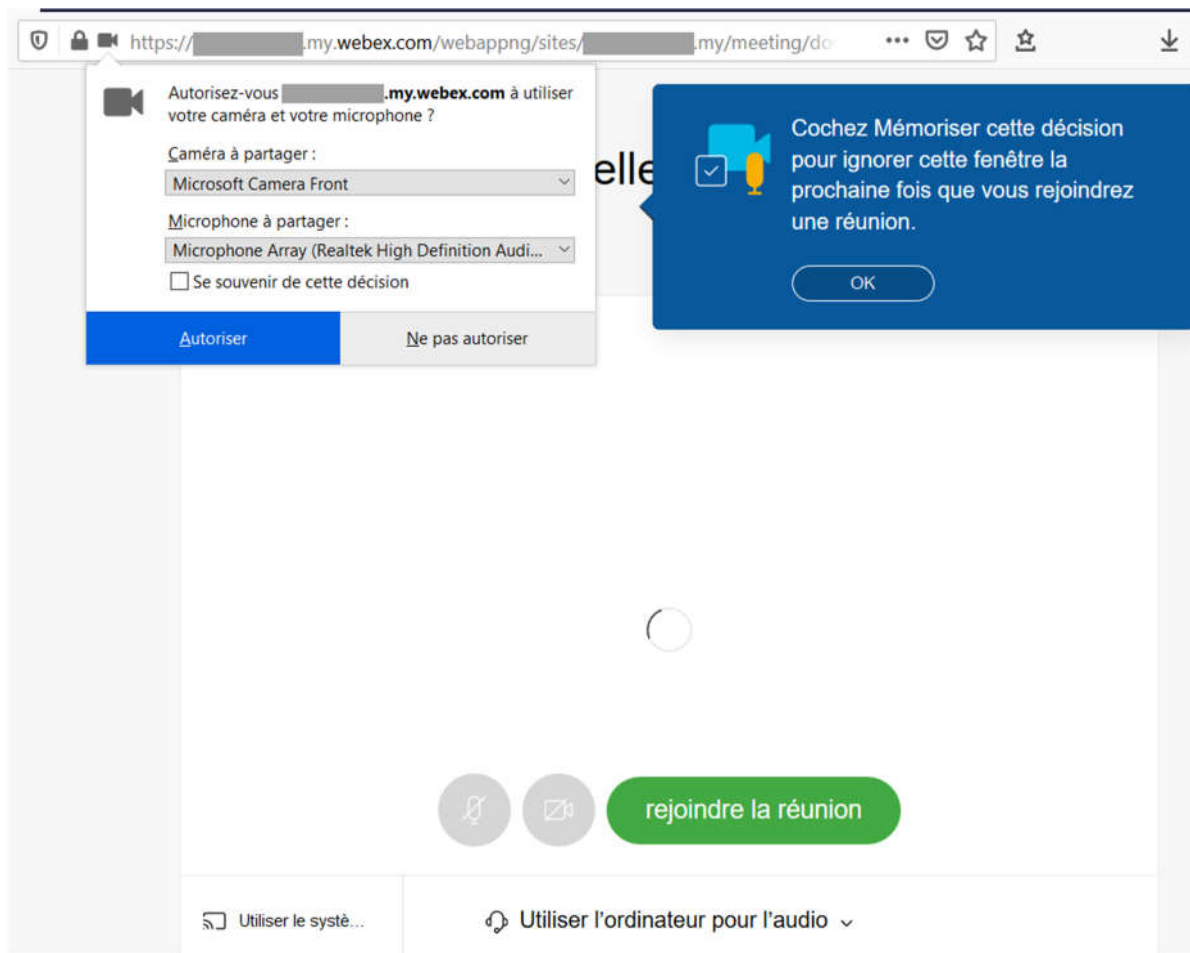 https:// .my.webex.com/webappng/sites/ .my/meeting/do
Autorisez-vous .my.webex.com à utiliser
votre caméra et votre microphone ?
Caméra à partager :
Microsoft Camera Front
Microphone à partager :
Microphone Array (Realtek High Definition Audi...
Se souvenir de cette décision
Autoriser
Ne pas autoriser
elle
Cochez Mémoriser cette décision
pour ignorer cette fenêtre la
prochaine fois que vous rejoindrez
une réunion.
OK
rejoindre la réunion
Utiliser le systè...
Utiliser l'ordinateur pour l'audio